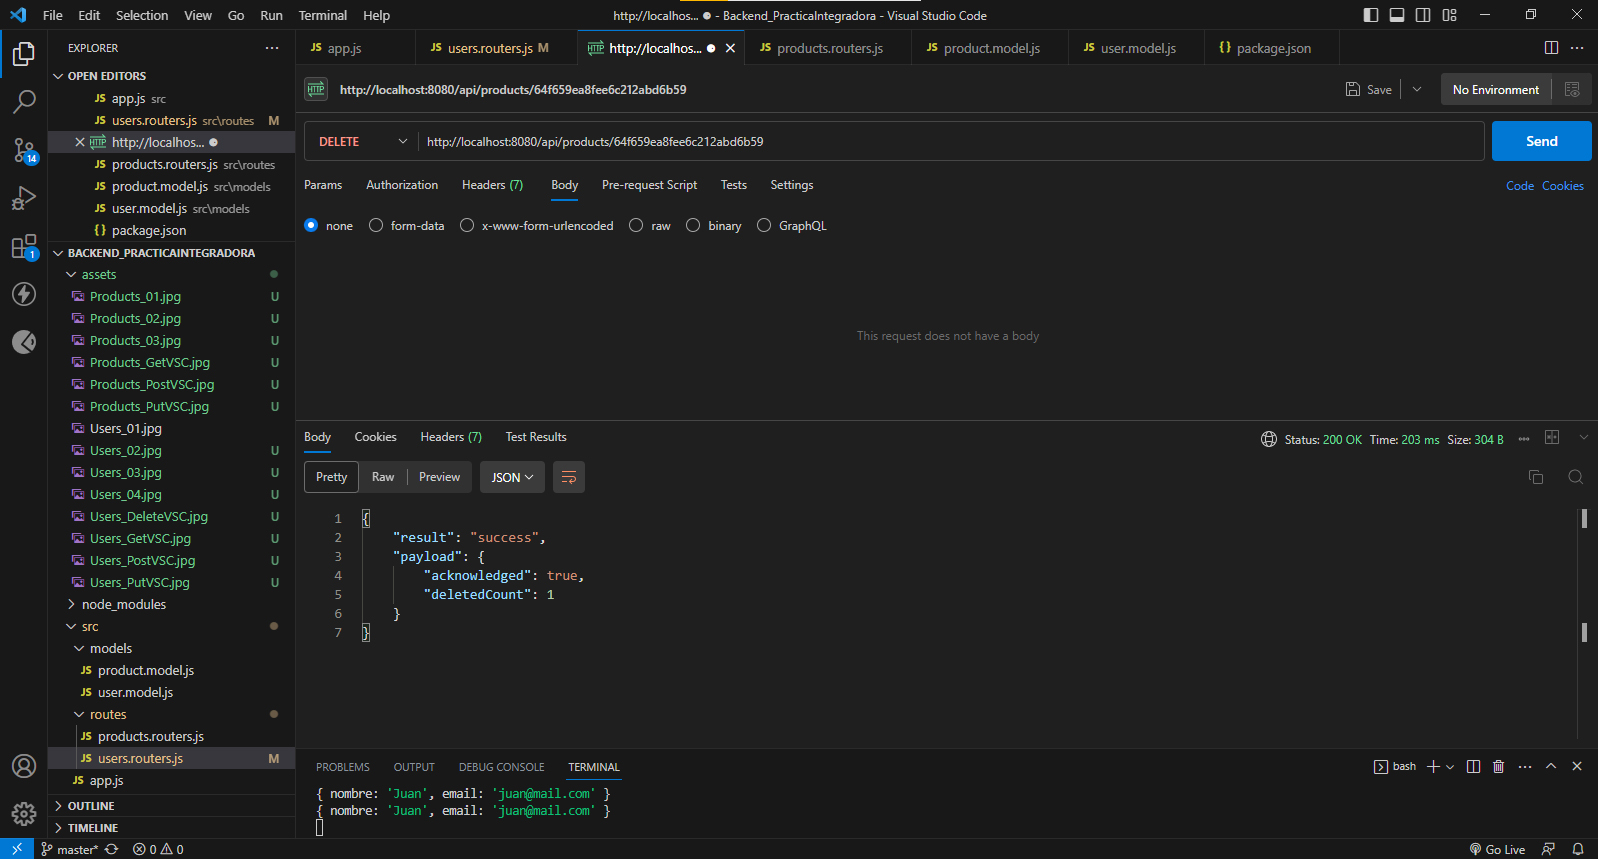 File Edit Selection View Go Run Terminal Help
http://localhos... ● - Backend_PracticaIntegradora - Visual Studio Code
EXPLORER
OPEN EDITORS
JS app.js src
JS users.routers.js src\routes M
HTTP http://localhos...
JS products.routers.js src\routes
JS product.model.js src\models
JS user.model.js src\models
{} package.json
BACKEND_PRACTICAINTEGRADORA
assets
Products_01.jpg U
Products_02.jpg U
Products_03.jpg U
Products_GetVSC.jpg U
Products_PostVSC.jpg U
Products_PutVSC.jpg U
Users_01.jpg
Users_02.jpg U
Users_03.jpg U
Users_04.jpg U
Users_DeleteVSC.jpg U
Users_GetVSC.jpg U
Users_PostVSC.jpg U
Users_PutVSC.jpg U
node_modules
src
models
JS product.model.js
JS user.model.js
routes
JS products.routers.js
JS users.routers.js M
JS app.js
OUTLINE
TIMELINE
14
1
JS app.js JS users.routers.js M HTTP http://localhos... JS products.routers.js JS product.model.js JS user.model.js {} package.json
HTTP http://localhost:8080/api/products/64f659ea8fee6c212abd6b59 Save No Environment
DELETE http://localhost:8080/api/products/64f659ea8fee6c212abd6b59 Send
Params Authorization Headers (7) Body Pre-request Script Tests Settings Code Cookies
none form-data x-www-form-urlencoded raw binary GraphQL
This request does not have a body
Body Cookies Headers (7) Test Results Status: 200 OK Time: 203 ms Size: 304 B
Pretty Raw Preview JSON
1 {
2 "result": "success",
3 "payload": {
4 "acknowledged": true,
5 "deletedCount": 1
6 }
7 }
PROBLEMS OUTPUT DEBUG CONSOLE TERMINAL bash
{ nombre: 'Juan', email: 'juan@mail.com' }
{ nombre: 'Juan', email: 'juan@mail.com' }
master* 0 0 Go Live